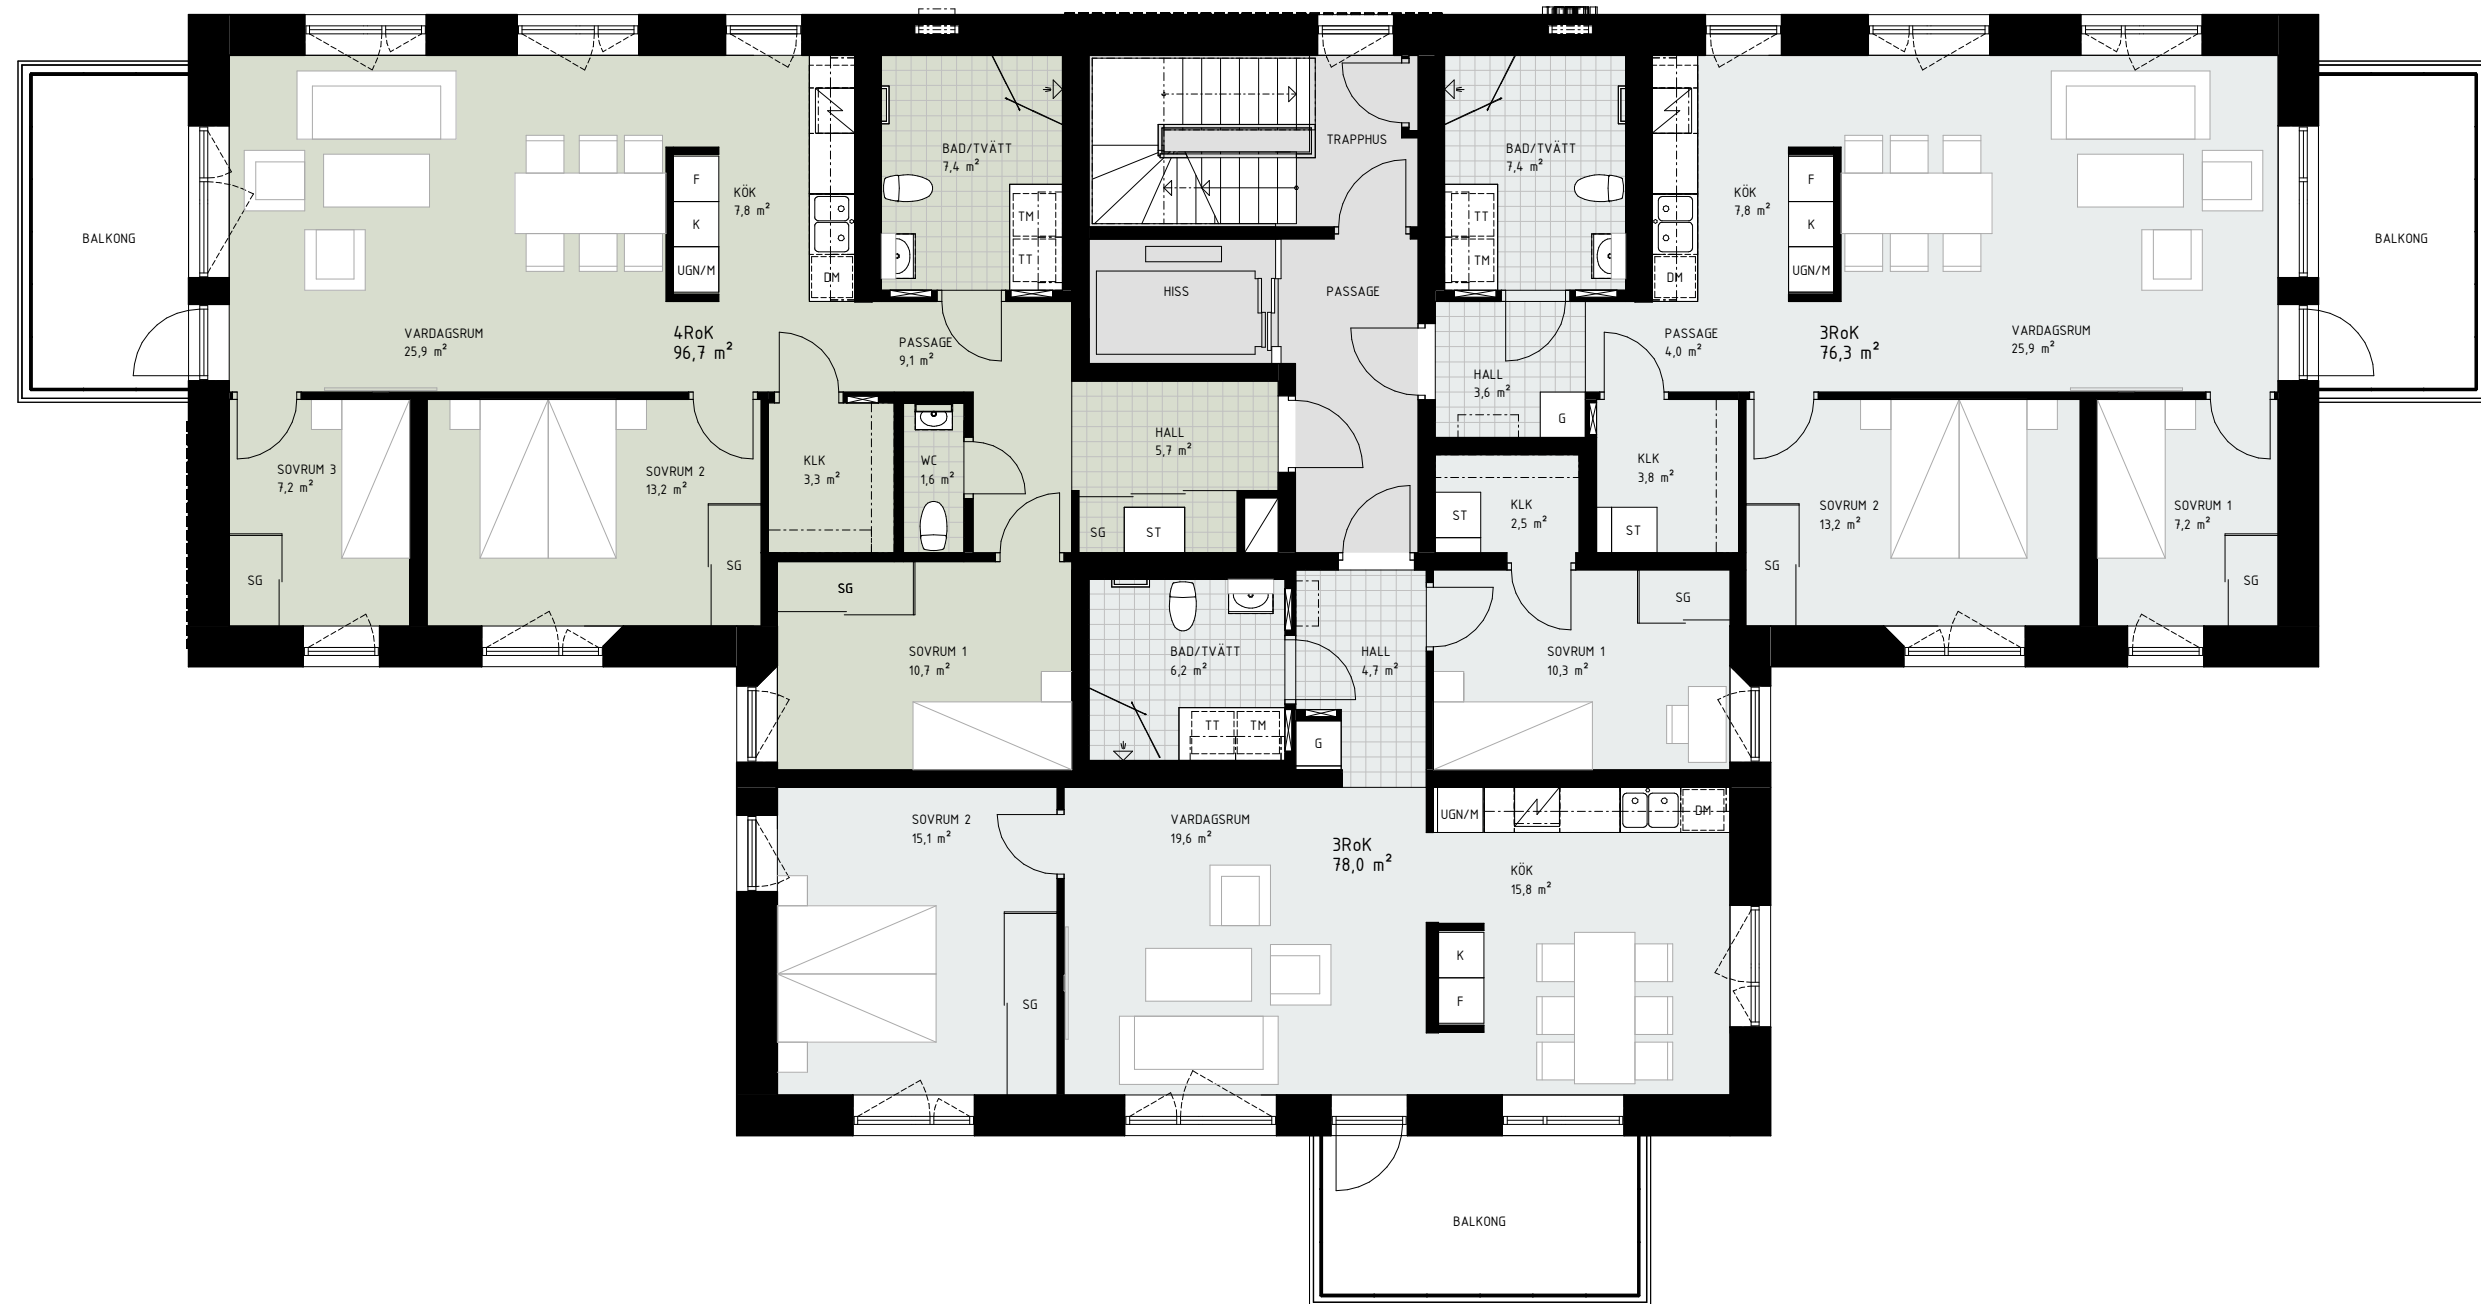 BALKONG
VARDAGSRUM
25,9 m²
4RoK
96,7 m²
F
K
UGN/M
KÖK
7,8 m²
DM
BAD/TVÄTT
7,4 m²
TM
TT
PASSAGE
9,1 m²
SOVRUM 3
7,2 m²
SG
SOVRUM 2
13,2 m²
SG
KLK
3,3 m²
WC
1,6 m²
HALL
5,7 m²
SG
ST
SG
SOVRUM 1
10,7 m²
TRAPPHUS
HISS
PASSAGE
BAD/TVÄTT
7,4 m²
TT
TM
DM
KÖK
7,8 m²
F
K
UGN/M
HALL
3,6 m²
G
PASSAGE
4,0 m²
3RoK
76,3 m²
VARDAGSRUM
25,9 m²
BALKONG
KLK
3,8 m²
ST
SOVRUM 2
13,2 m²
SG
SOVRUM 1
7,2 m²
SG
ST
KLK
2,5 m²
BAD/TVÄTT
6,2 m²
TT
TM
HALL
4,7 m²
G
SOVRUM 1
10,3 m²
SG
SOVRUM 2
15,1 m²
SG
VARDAGSRUM
19,6 m²
3RoK
78,0 m²
UGN/M
DM
KÖK
15,8 m²
K
F
BALKONG